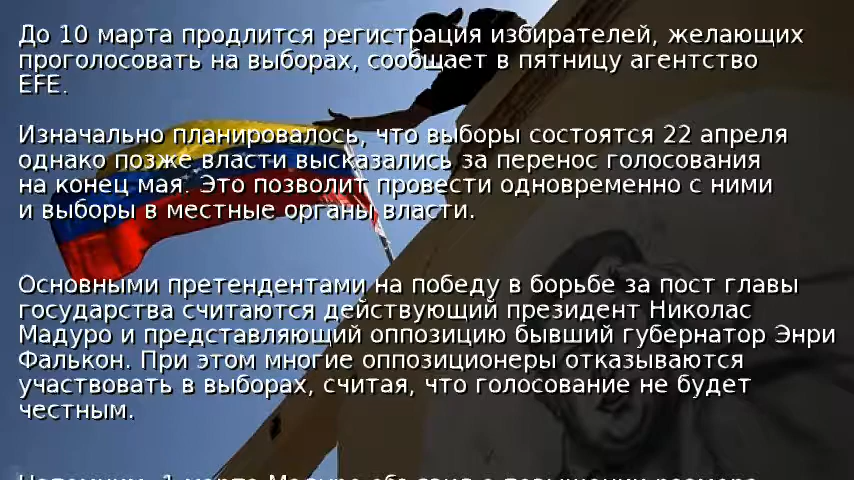 До 10 марта продлится регистрация избирателей, желающих
проголосовать на выборах, сообщает в пятницу агентство
EFE.
Изначально планировалось, что выборы состоятся 22 апреля
однако позже власти высказались за перенос голосования
на конец мая. Это позволит провести одновременно с ними
и выборы в местные органы власти.
Основными претендентами на победу в борьбе за пост главы
государства считаются действующий президент Николас
Мадуро и представляющий оппозицию бывший губернатор Энри
Фалькон. При этом многие оппозиционеры отказываются
участвовать в выборах, считая, что голосование не будет
честным.